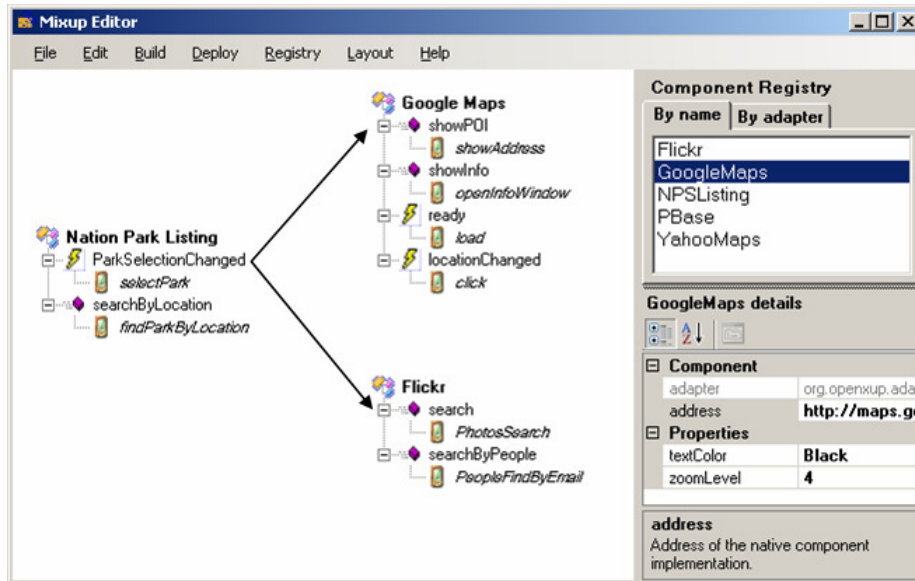 Mixup Editor
File Edit Build Deploy Registry Layout Help
Google Maps
showPOI
showAddress
showInfo
openInfoWindow
ready
load
locationChanged
click
Nation Park Listing
ParkSelectionChanged
selectPark
searchByLocation
findParkByLocation
Flickr
search
PhotosSearch
searchByPeople
PeopleFindByEmail
Component Registry
By name By adapter
Flickr
GoogleMaps
NPSListing
PBase
YahooMaps
GoogleMaps details
Component
adapter org.openxup.ada
address http://maps.go
Properties
textColor Black
zoomLevel 4
address
Address of the native component
implementation.